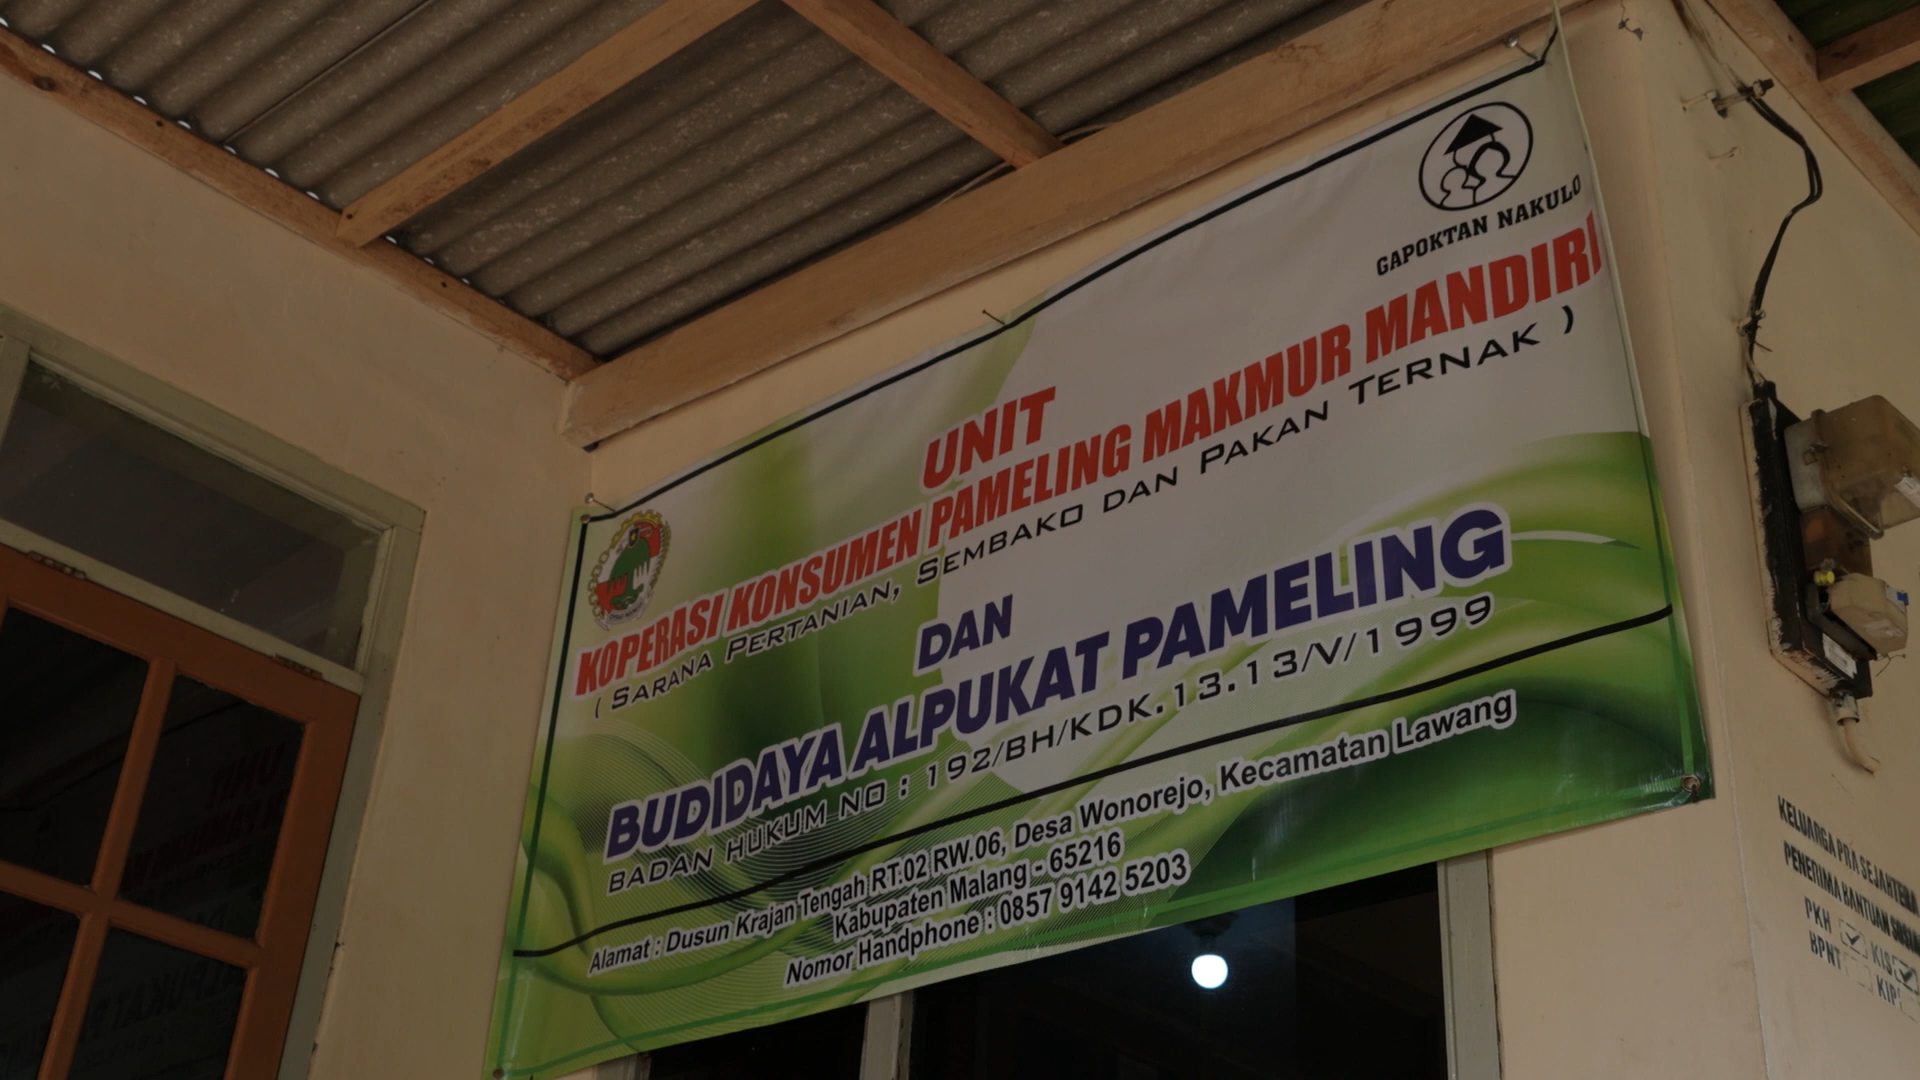 GAPOKTAN NAKULO
UNIT
KOPERASI KONSUMEN PAMELING MAKMUR MANDIRI
( SARANA PERTANIAN, SEMBAKO DAN PAKAN TERNAK )
DAN
BUDIDAYA ALPUKAT PAMELING
BADAN HUKUM NO : 192/BH/KDK.13.13/V/1999
Alamat : Dusun Krajan Tengah RT.02 RW.06, Desa Wonorejo, Kecamatan Lawang
Kabupaten Malang - 65216
Nomor Handphone : 0857 9142 5203
KELUARGA PRA SEJAHTERA
PENERIMA BANTUAN SOSIAL
PKH KIS
BPNT KIP